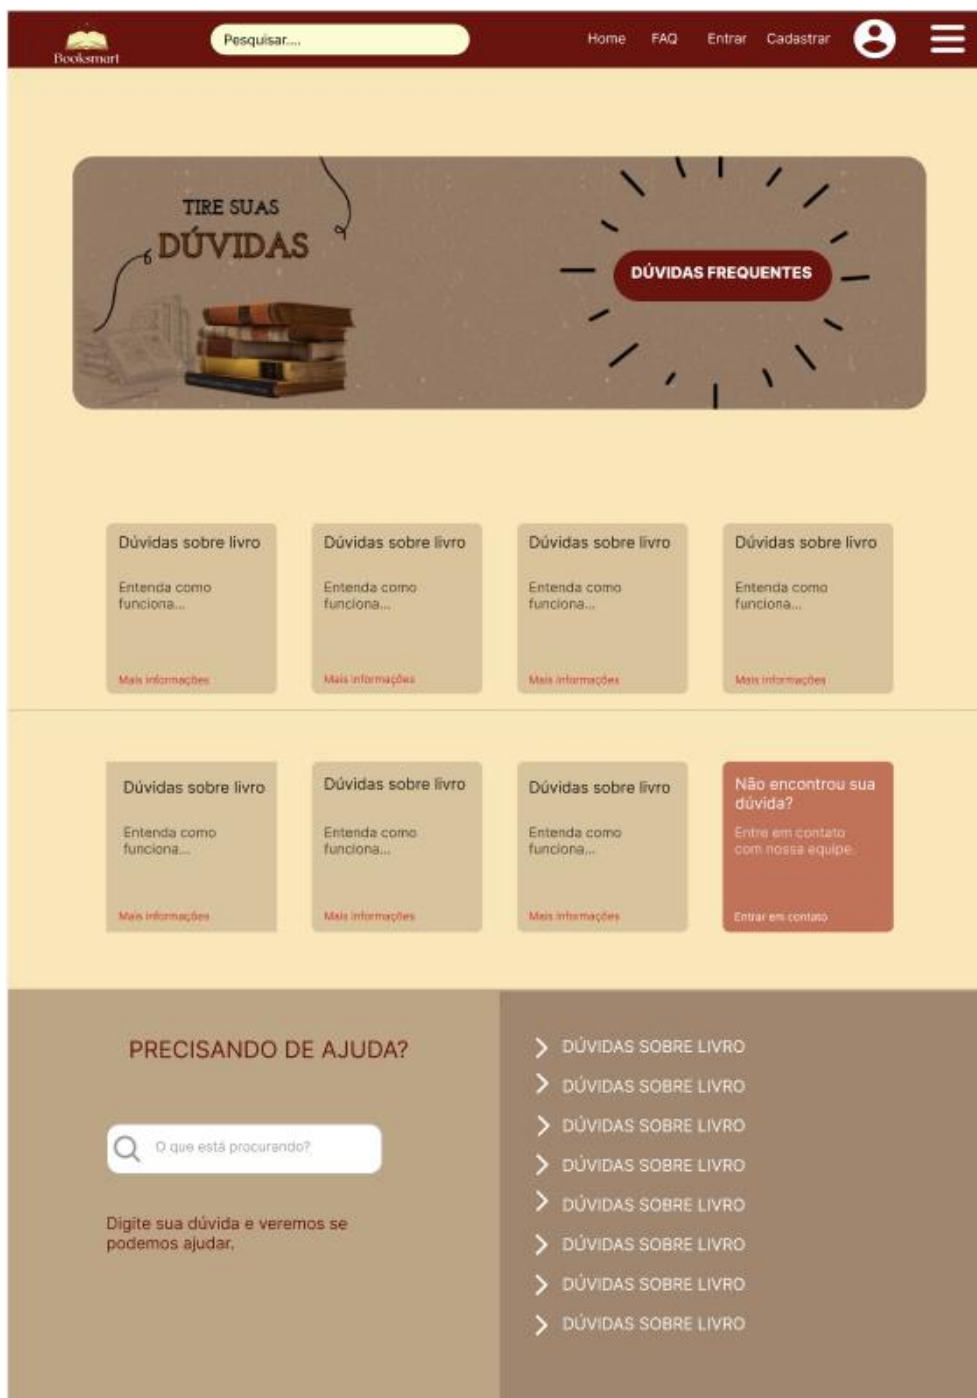 Booksmart
Pesquisar....
Home FAQ Entrar Cadastrar
TIRE SUAS
DÚVIDAS
DÚVIDAS FREQUENTES
Dúvidas sobre livro
Entenda como
funciona...
Mais informações
Dúvidas sobre livro
Entenda como
funciona...
Mais informações
Dúvidas sobre livro
Entenda como
funciona...
Mais informações
Dúvidas sobre livro
Entenda como
funciona...
Mais informações
Dúvidas sobre livro
Entenda como
funciona...
Mais informações
Dúvidas sobre livro
Entenda como
funciona...
Mais informações
Dúvidas sobre livro
Entenda como
funciona...
Mais informações
Não encontrou sua
dúvida?
Entre em contato
com nossa equipe.
Entrar em contato
PRECISANDO DE AJUDA?
O que está procurando?
Digite sua dúvida e veremos se
podemos ajudar.
DÚVIDAS SOBRE LIVRO
DÚVIDAS SOBRE LIVRO
DÚVIDAS SOBRE LIVRO
DÚVIDAS SOBRE LIVRO
DÚVIDAS SOBRE LIVRO
DÚVIDAS SOBRE LIVRO
DÚVIDAS SOBRE LIVRO
DÚVIDAS SOBRE LIVRO